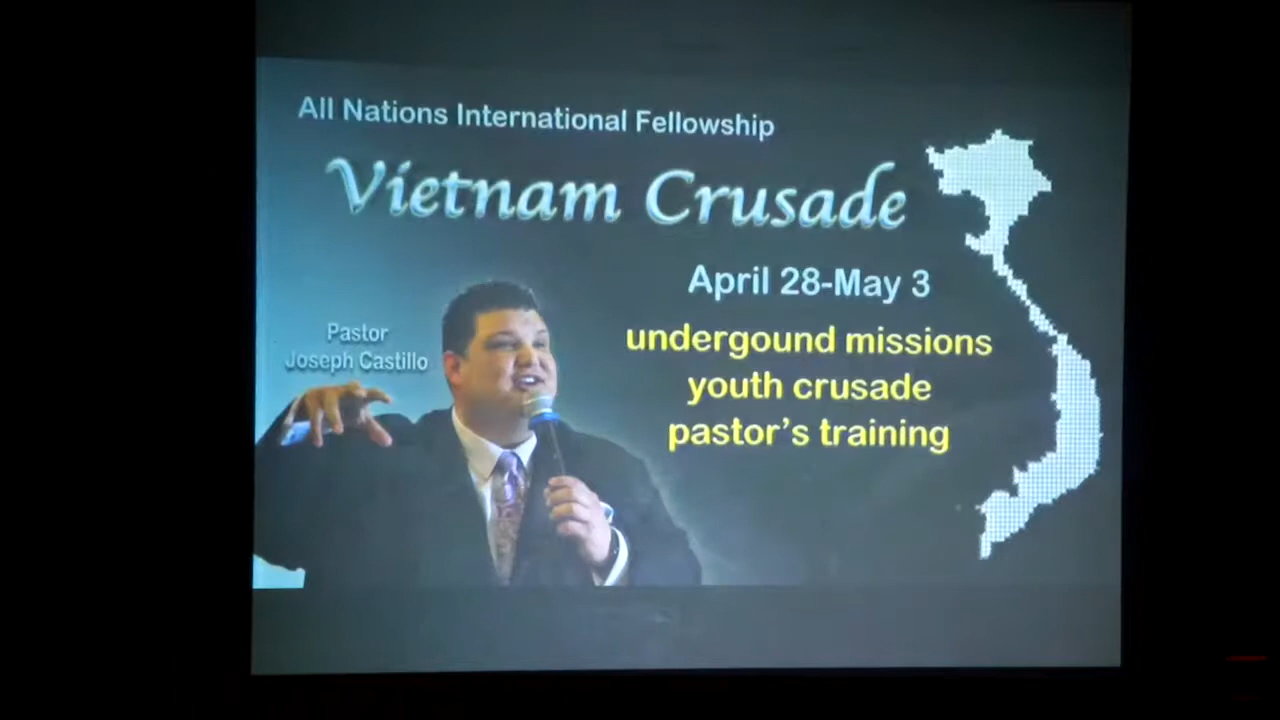 All Nations International Fellowship
Vietnam Crusade
April 28-May 3
undergound missions
youth crusade
pastor's training
Pastor
Joseph Castillo